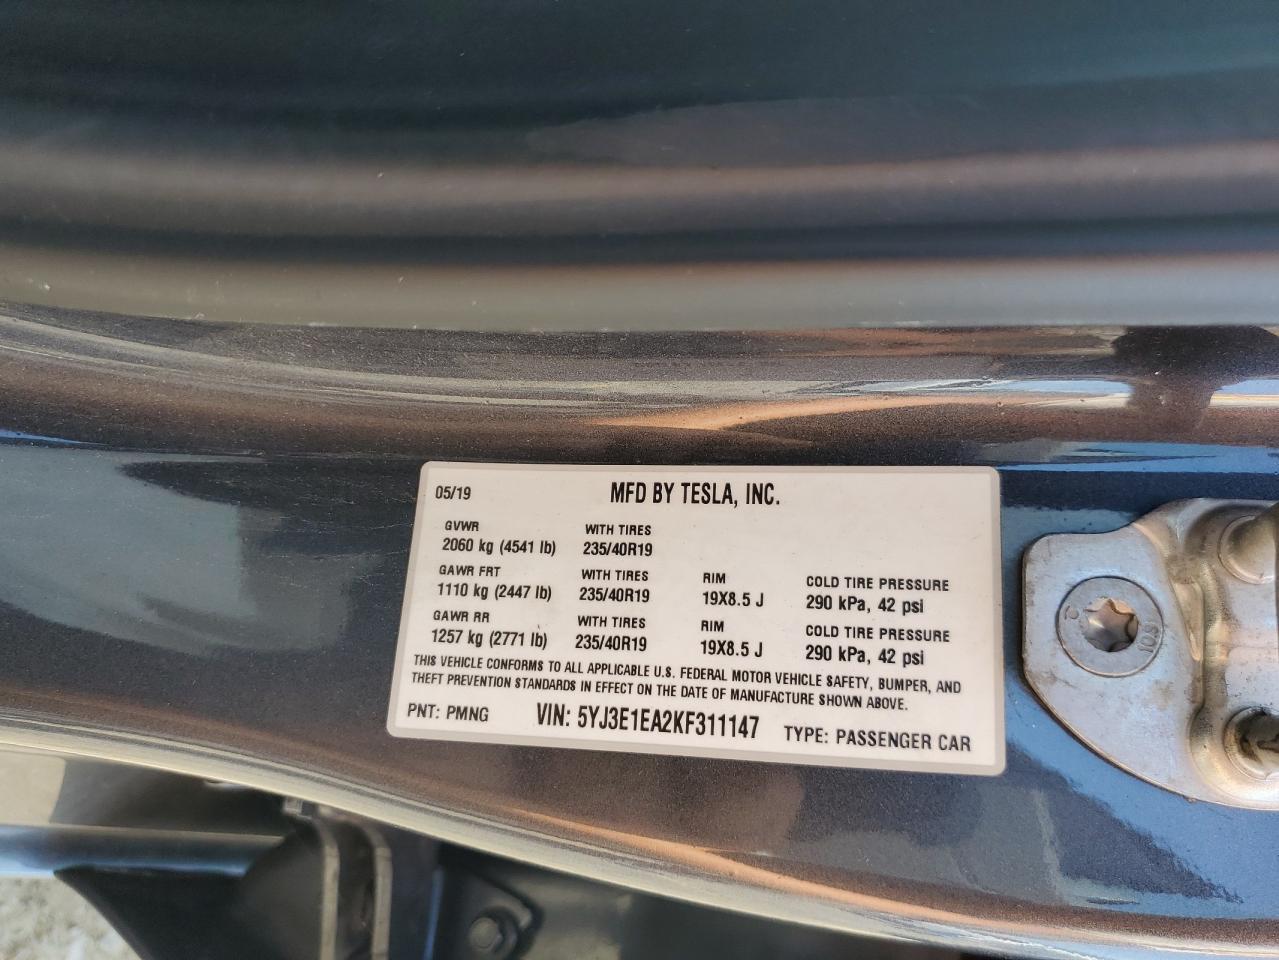 05/19 MFD BY TESLA, INC.
GVWR WITH TIRES
2060 kg (4541 lb) 235/40R19
GAWR FRT WITH TIRES RIM COLD TIRE PRESSURE
1110 kg (2447 lb) 235/40R19 19X8.5 J 290 kPa, 42 psi
GAWR RR WITH TIRES RIM COLD TIRE PRESSURE
1257 kg (2771 lb) 235/40R19 19X8.5 J 290 kPa, 42 psi
THIS VEHICLE CONFORMS TO ALL APPLICABLE U.S. FEDERAL MOTOR VEHICLE SAFETY, BUMPER, AND
THEFT PREVENTION STANDARDS IN EFFECT ON THE DATE OF MANUFACTURE SHOWN ABOVE.
PNT: PMNG VIN: 5YJ3E1EA2KF311147 TYPE: PASSENGER CAR